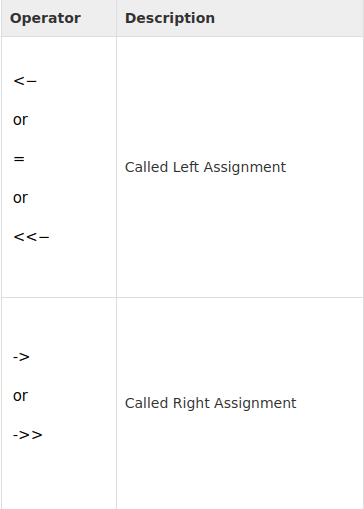 Operator Description
<−
or
=
or
<<−
Called Left Assignment
->
or
->>
Called Right Assignment